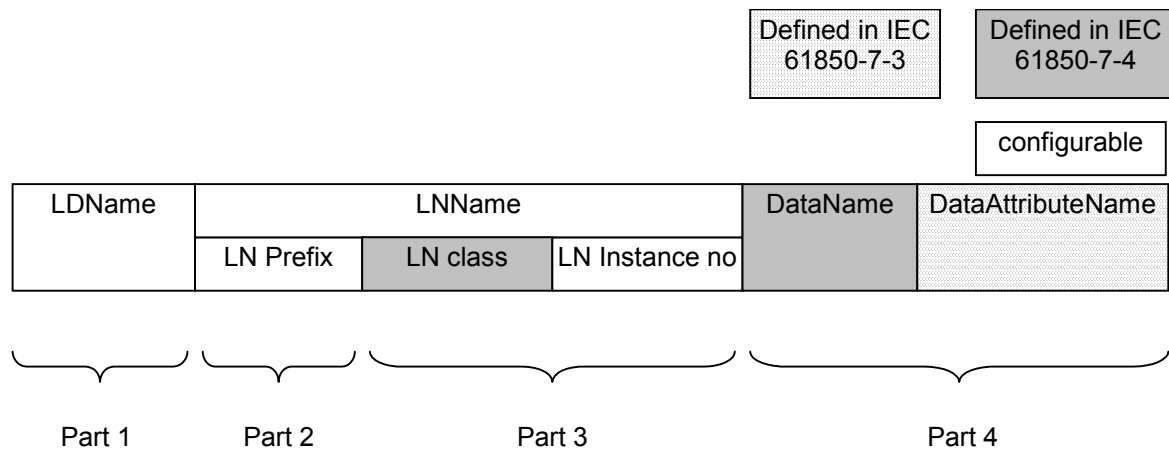 Defined in IEC
61850-7-3
Defined in IEC
61850-7-4
configurable
LDName
LNName
DataName
DataAttributeName
LN Prefix
LN class
LN Instance no
Part 1
Part 2
Part 3
Part 4